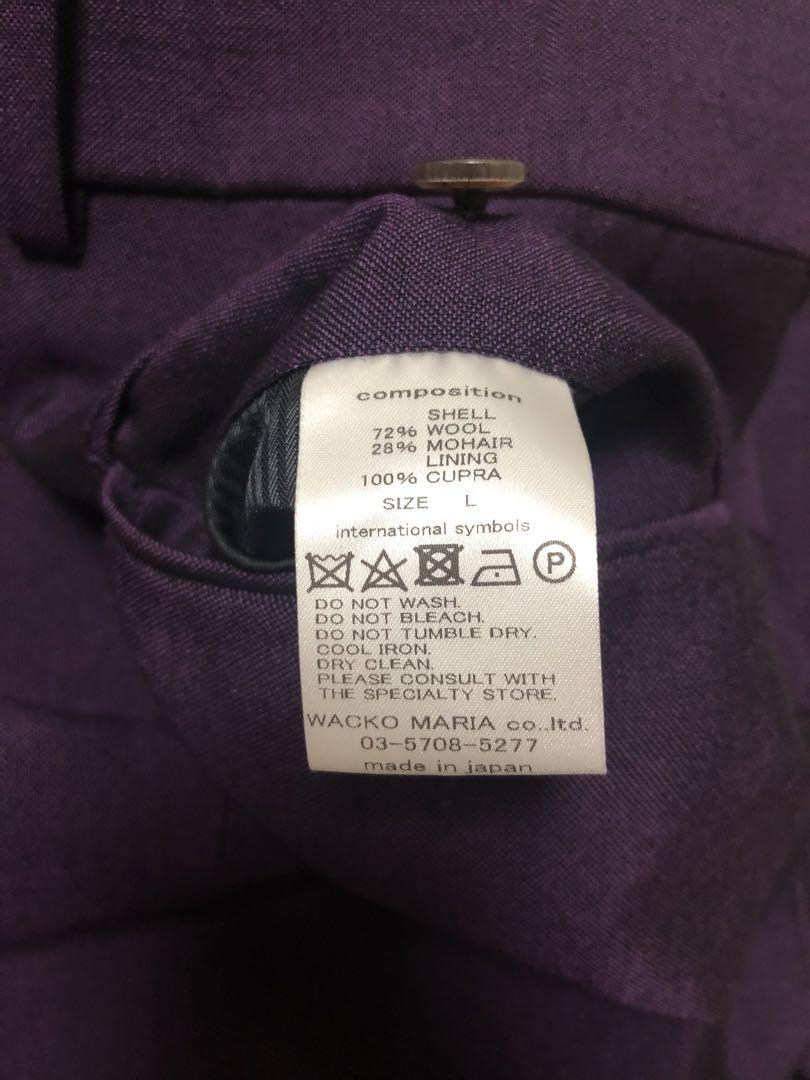 composition
SHELL
72% WOOL
28% MOHAIR
LINING
100% CUPRA
SIZE L
international symbols
P
DO NOT WASH.
DO NOT BLEACH.
DO NOT TUMBLE DRY.
COOL IRON.
DRY CLEAN.
PLEASE CONSULT WITH
THE SPECIALTY STORE.
WACKO MARIA co.,ltd.
03-5708-5277
made in japan